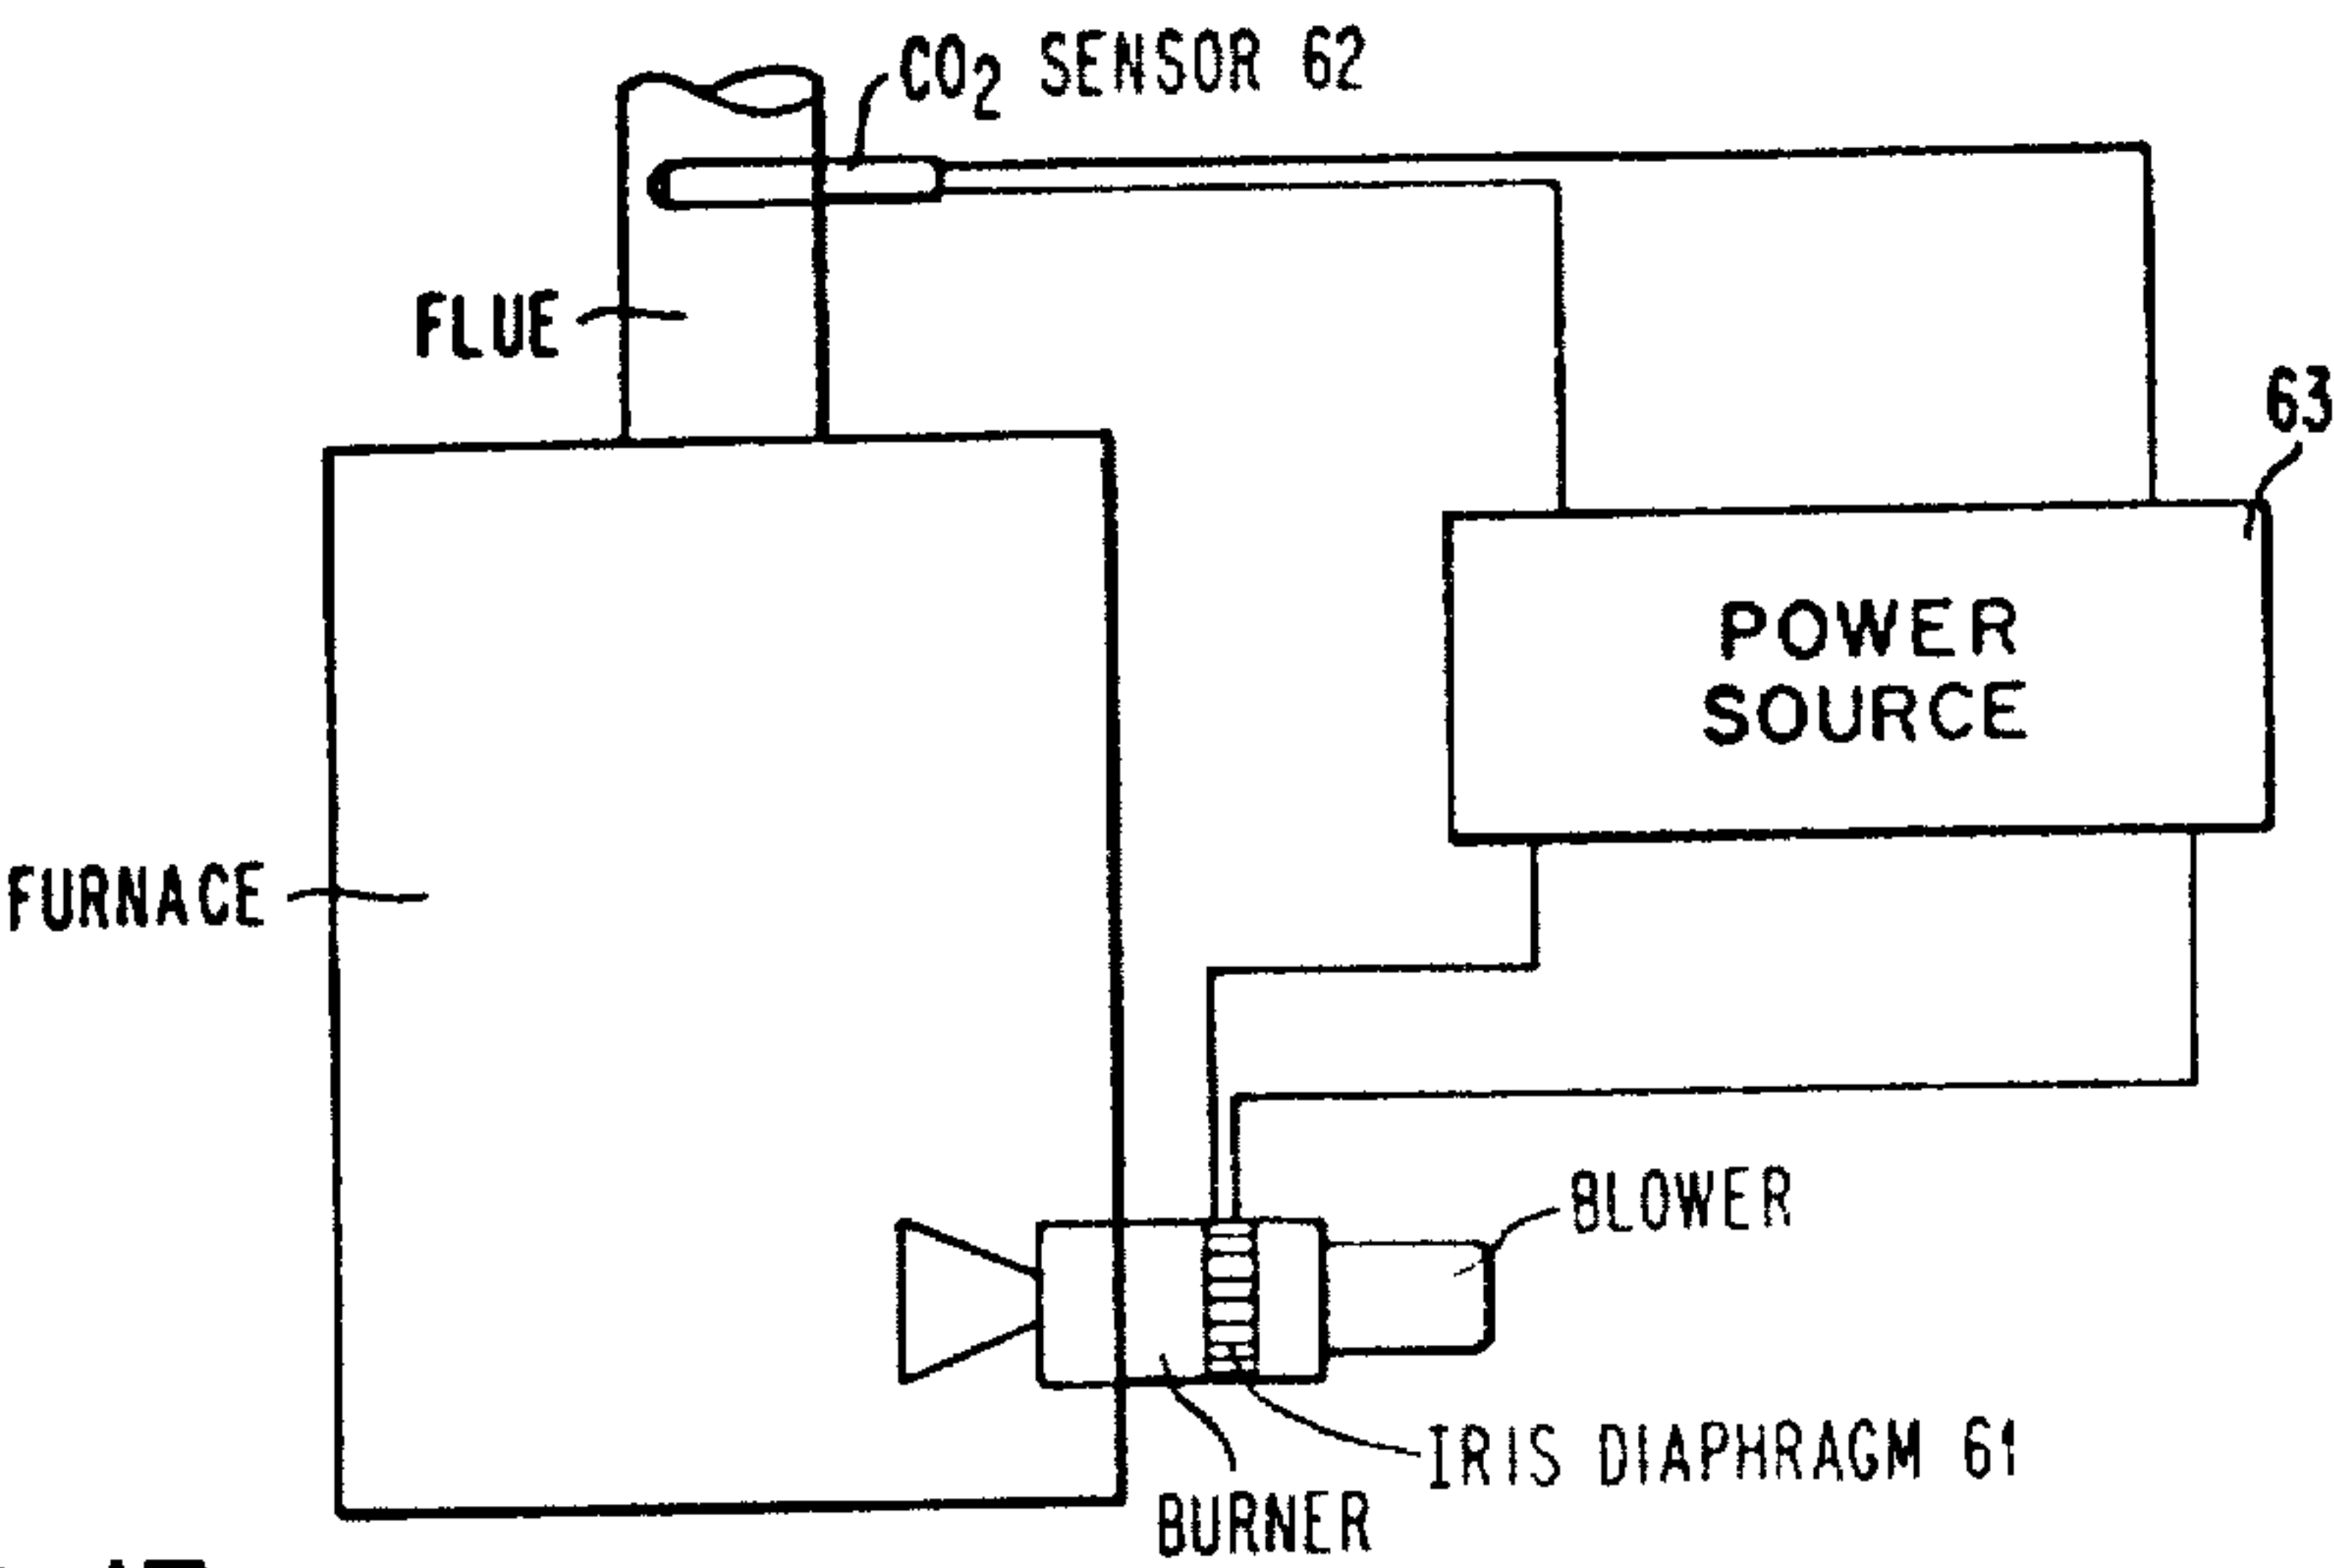 CO2 SENSOR 62
FLUE
63
POWER
SOURCE
FURNACE
BLOWER
IRIS DIAPHRAGM 61
BURNER